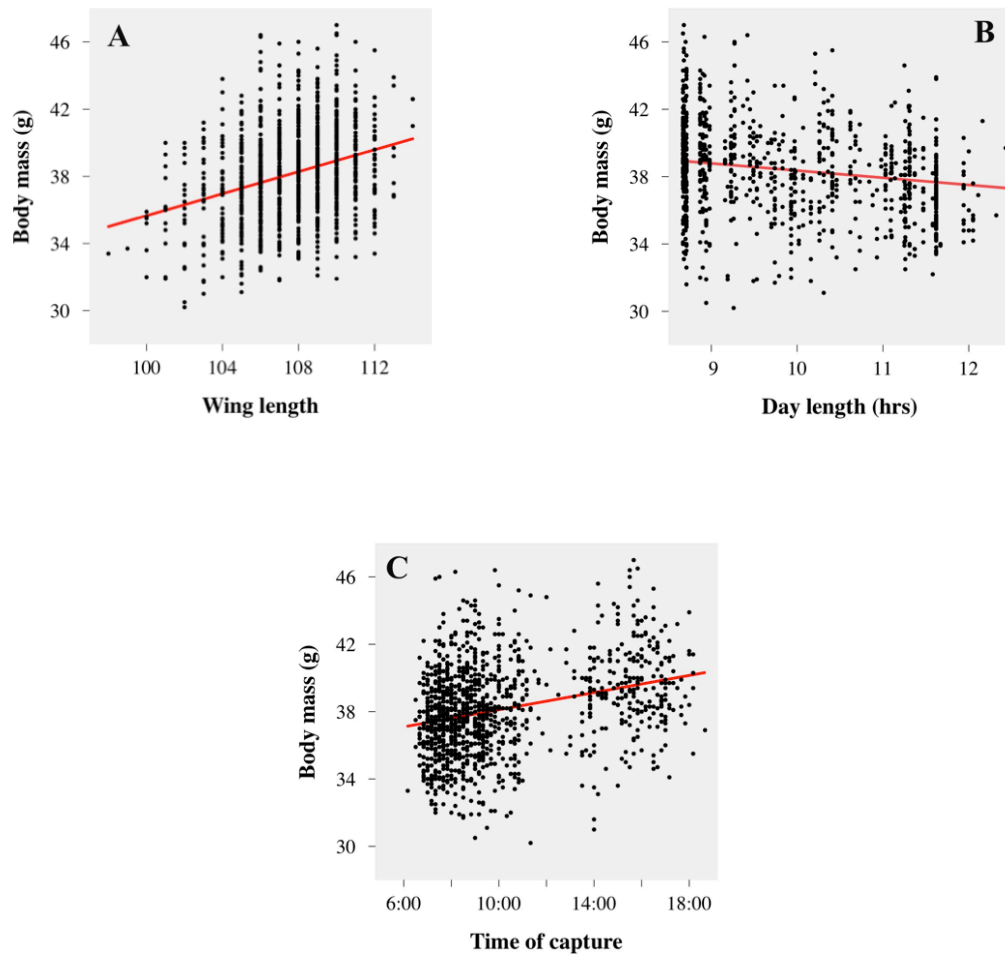 A
46
42
38
34
30
Body mass (g)
100 104 108 112
Wing length
B
46
42
38
34
30
Body mass (g)
9 10 11 12
Day length (hrs)
C
46
42
38
34
30
Body mass (g)
6:00 10:00 14:00 18:00
Time of capture